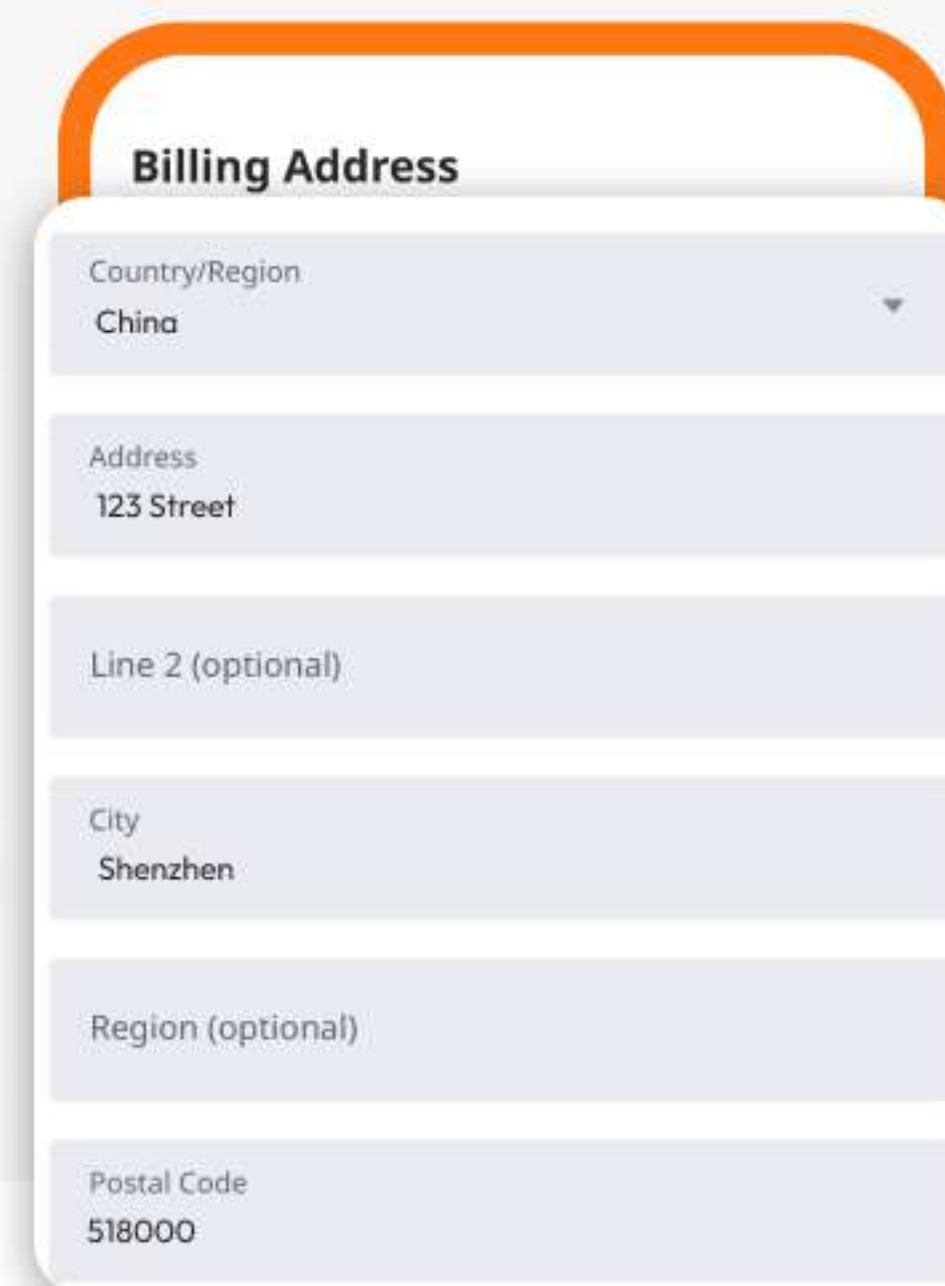 Billing Address
Country/Region
China
Address
123 Street
Line 2 (optional)
City
Shenzhen
Region (optional)
Postal Code
518000